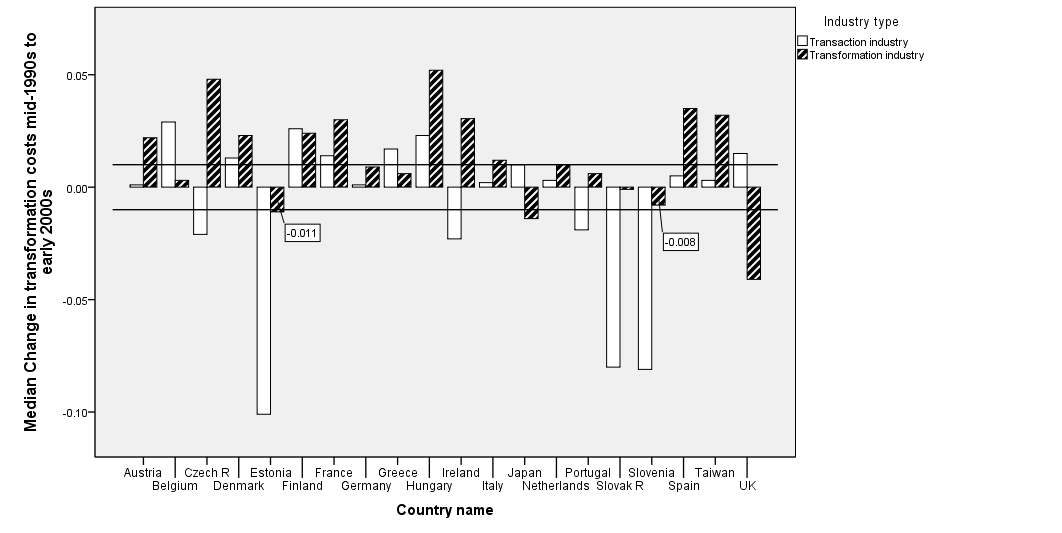 Industry type
Transaction industry
Transformation industry
Median Change in transformation costs mid-1990s to
early 2000s
0.05
0.00
-0.05
-0.10
-0.011
-0.008
Austria
Belgium
Czech R
Denmark
Estonia
Finland
France
Germany
Greece
Hungary
Ireland
Italy
Japan
Netherlands
Portugal
Slovak R
Slovenia
Spain
Taiwan
UK
Country name